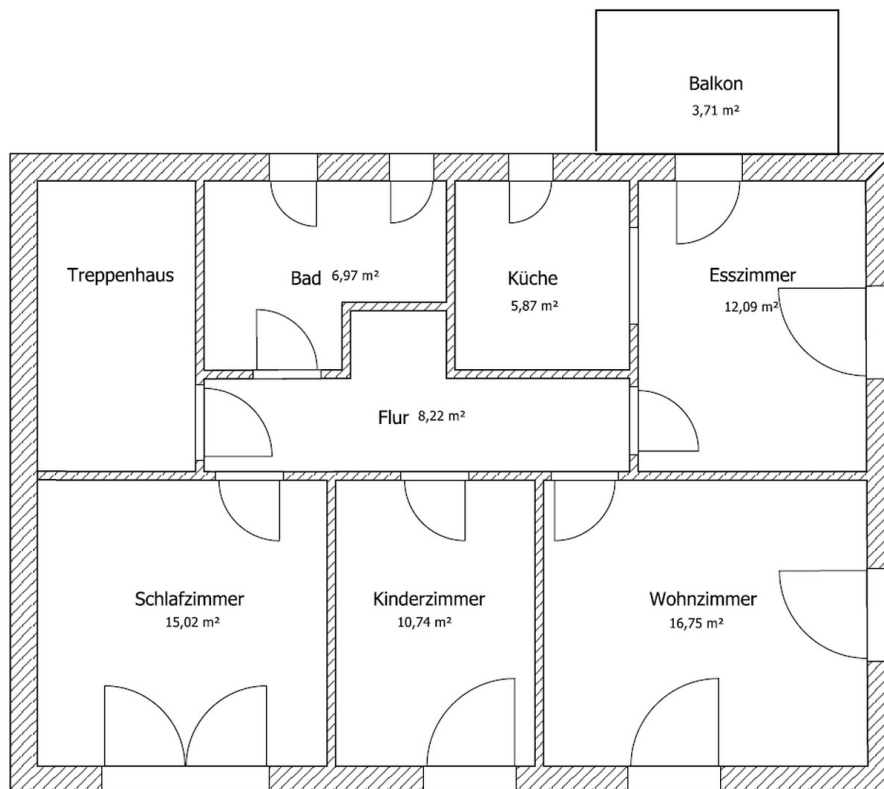 Balkon
3,71 m²
Treppenhaus
Bad 6,97 m²
Küche
5,87 m²
Esszimmer
12,09 m²
Flur 8,22 m²
Schlafzimmer
15,02 m²
Kinderzimmer
10,74 m²
Wohnzimmer
16,75 m²